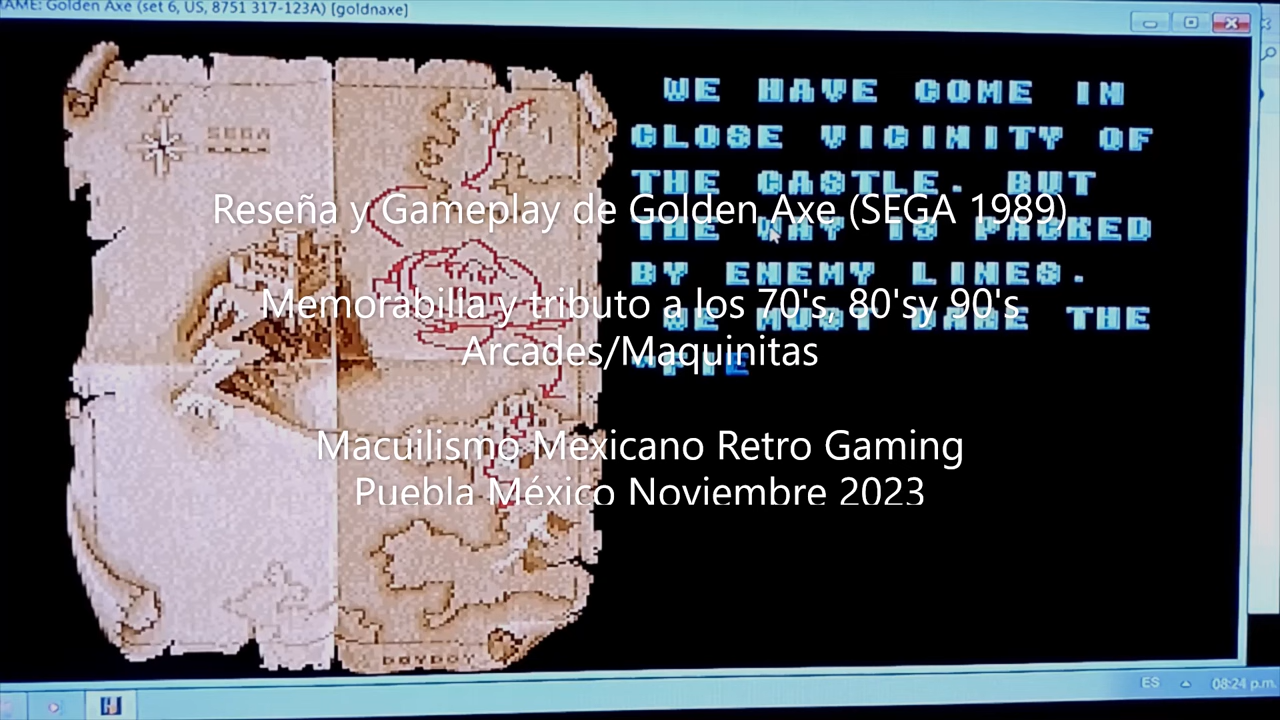 MAME: Golden Axe (set 6, US, 8751 317-123A) [goldnaxe]
SEGA
WE HAVE COME IN
CLOSE VICINITY OF
THE CASTLE. BUT
THE WAY IS PACKED
BY ENEMY LINES.
WE MUST DARE THE
Reseña y Gameplay de Golden Axe (SEGA 1989)
Memorabilia y tributo a los 70's, 80'sy 90's
Arcades/Maquinitas
Macuilismo Mexicano Retro Gaming
Puebla México Noviembre 2023
ES
08:24 p.m.